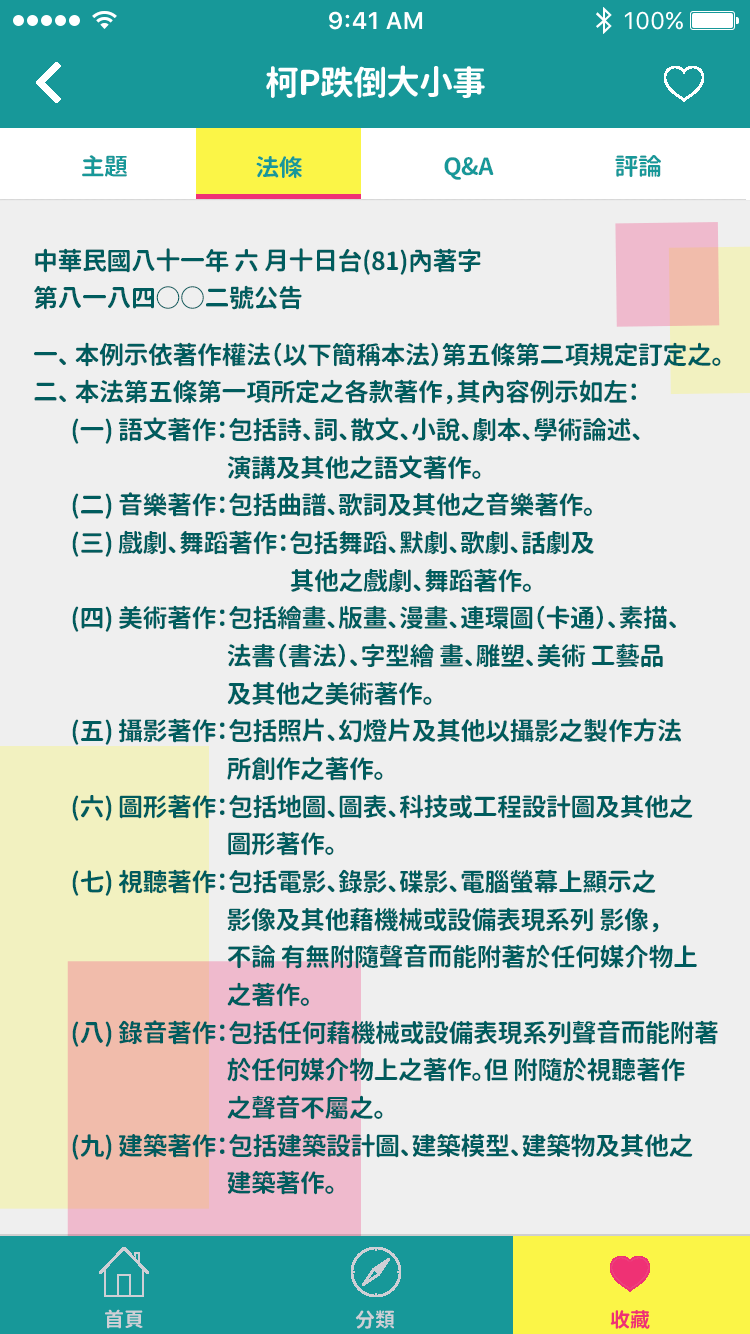 9:41 AM 100%
柯P跌倒大小事
主題 法條 Q&A 評論
中華民國八十一年 六 月十日台(81)內著字
第八一八四〇〇二號公告
一、本例示依著作權法(以下簡稱本法)第五條第二項規定訂定之。
二、本法第五條第一項所定之各款著作,其內容例示如左:
(一) 語文著作:包括詩、詞、散文、小說、劇本、學術論述、
演講及其他之語文著作。
(二) 音樂著作:包括曲譜、歌詞及其他之音樂著作。
(三) 戲劇、舞蹈著作:包括舞蹈、默劇、歌劇、話劇及
其他之戲劇、舞蹈著作。
(四) 美術著作:包括繪畫、版畫、漫畫、連環圖(卡通)、素描、
法書(書法)、字型繪 畫、雕塑、美術 工藝品
及其他之美術著作。
(五) 攝影著作:包括照片、幻燈片及其他以攝影之製作方法
所創作之著作。
(六) 圖形著作:包括地圖、圖表、科技或工程設計圖及其他之
圖形著作。
(七) 視聽著作:包括電影、錄影、碟影、電腦螢幕上顯示之
影像及其他藉機械或設備表現系列 影像,
不論 有無附隨聲音而能附著於任何媒介物上
之著作。
(八) 錄音著作:包括任何藉機械或設備表現系列聲音而能附著
於任何媒介物上之著作。但 附隨於視聽著作
之聲音不屬之。
(九) 建築著作:包括建築設計圖、建築模型、建築物及其他之
建築著作。
首頁 分類 收藏